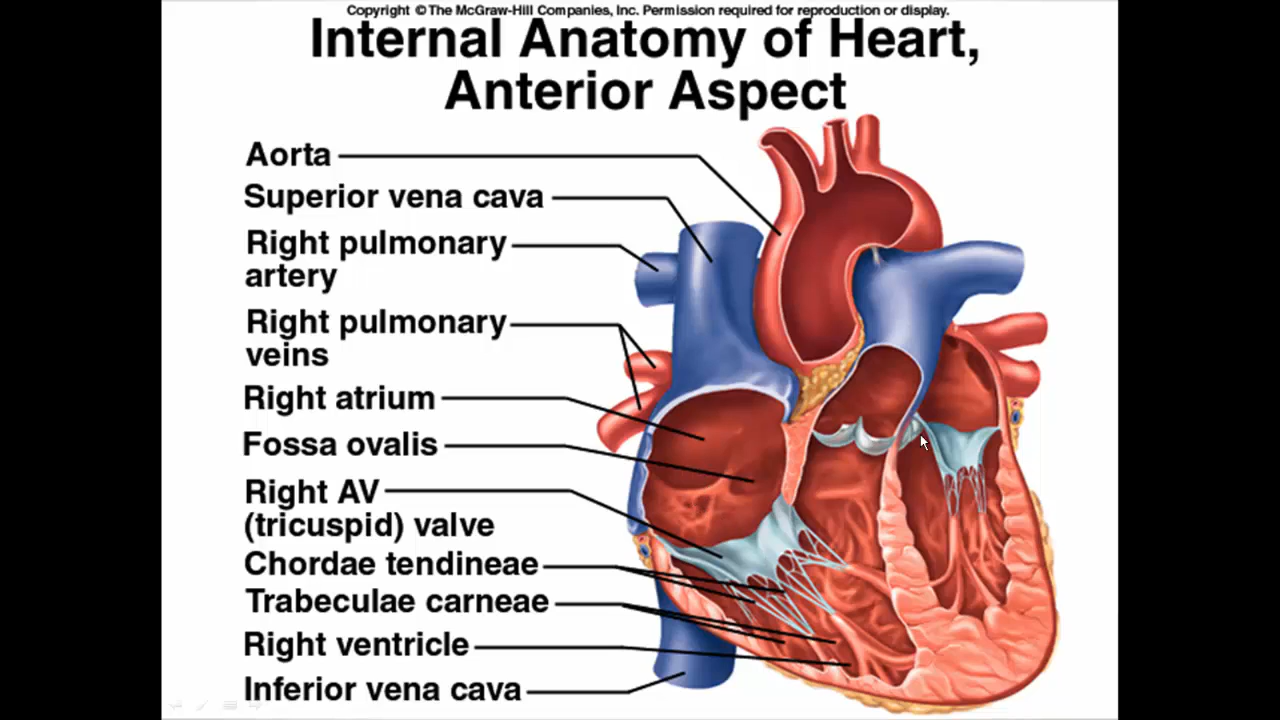 Copyright © The McGraw-Hill Companies, Inc. Permission required for reproduction or display.
Internal Anatomy of Heart,
Anterior Aspect
Aorta
Superior vena cava
Right pulmonary
artery
Right pulmonary
veins
Right atrium
Fossa ovalis
Right AV
(tricuspid) valve
Chordae tendineae
Trabeculae carneae
Right ventricle
Inferior vena cava